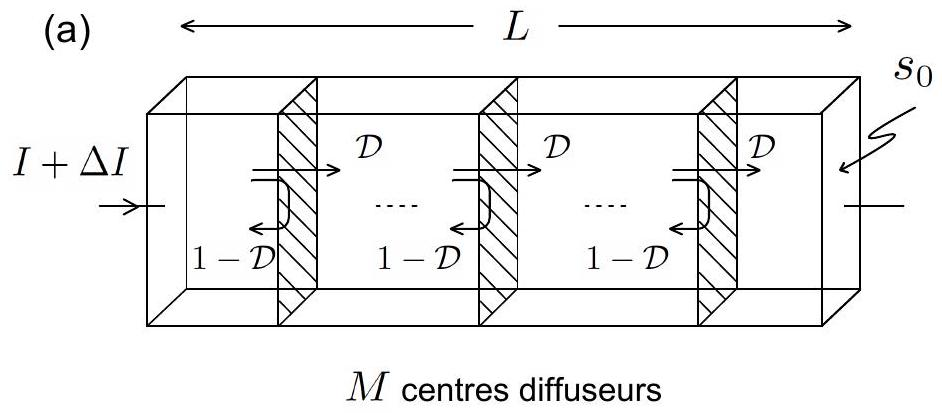 (a)
L
s₀
I + ΔI
𝒟 𝒟 𝒟
1 − 𝒟 1 − 𝒟 1 − 𝒟
M centres diffuseurs